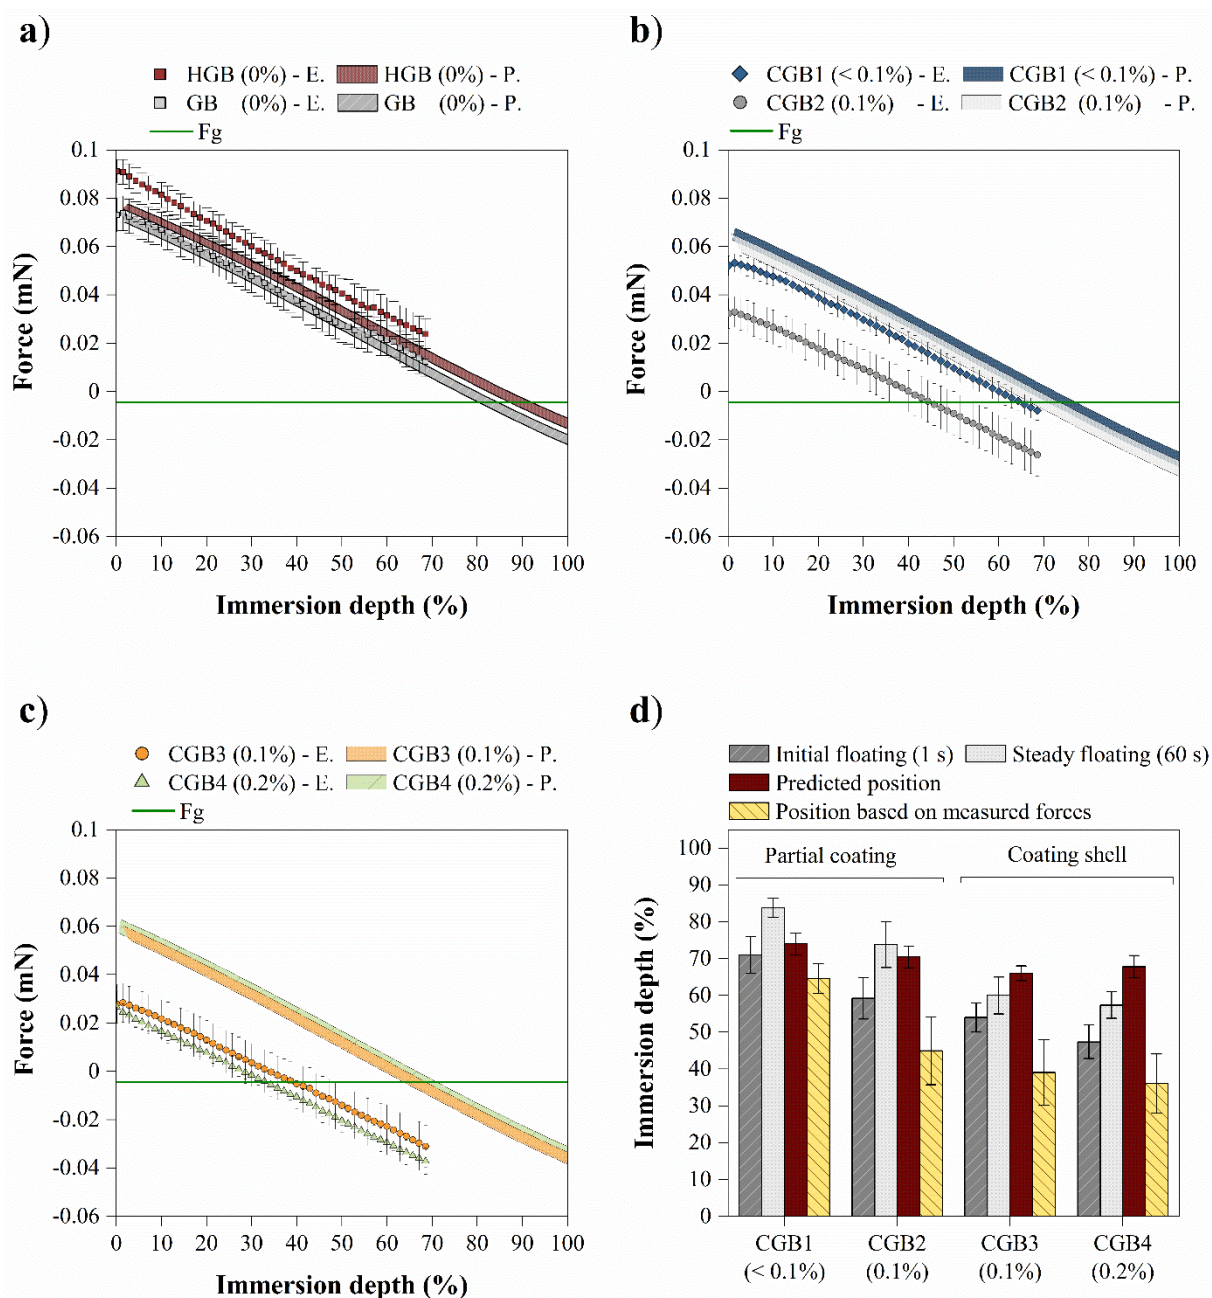 a)
HGB (0%) - E. HGB (0%) - P.
GB (0%) - E. GB (0%) - P.
Fg
0.1
0.08
0.06
0.04
0.02
0
-0.02
-0.04
-0.06
Force (mN)
0 10 20 30 40 50 60 70 80 90 100
Immersion depth (%)
b)
CGB1 (< 0.1%) - E. CGB1 (< 0.1%) - P.
CGB2 (0.1%) - E. CGB2 (0.1%) - P.
Fg
0.1
0.08
0.06
0.04
0.02
0
-0.02
-0.04
-0.06
Force (mN)
0 10 20 30 40 50 60 70 80 90 100
Immersion depth (%)
c)
CGB3 (0.1%) - E. CGB3 (0.1%) - P.
CGB4 (0.2%) - E. CGB4 (0.2%) - P.
Fg
0.1
0.08
0.06
0.04
0.02
0
-0.02
-0.04
-0.06
Force (mN)
0 10 20 30 40 50 60 70 80 90 100
Immersion depth (%)
d)
Initial floating (1 s) Steady floating (60 s)
Predicted position
Position based on measured forces
Partial coating Coating shell
100
90
80
70
60
50
40
30
20
10
0
Immersion depth (%)
CGB1 CGB2 CGB3 CGB4
(< 0.1%) (0.1%) (0.1%) (0.2%)